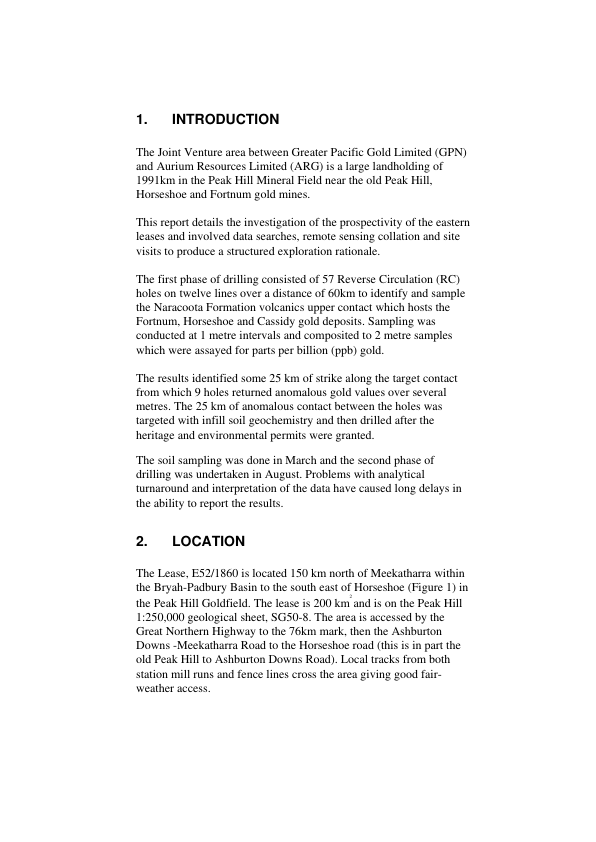 1. INTRODUCTION
The Joint Venture area between Greater Pacific Gold Limited (GPN)
and Aurium Resources Limited (ARG) is a large landholding of
1991km in the Peak Hill Mineral Field near the old Peak Hill,
Horseshoe and Fortnum gold mines.
This report details the investigation of the prospectivity of the eastern
leases and involved data searches, remote sensing collation and site
visits to produce a structured exploration rationale.
The first phase of drilling consisted of 57 Reverse Circulation (RC)
holes on twelve lines over a distance of 60km to identify and sample
the Naracoota Formation volcanics upper contact which hosts the
Fortnum, Horseshoe and Cassidy gold deposits. Sampling was
conducted at 1 metre intervals and composited to 2 metre samples
which were assayed for parts per billion (ppb) gold.
The results identified some 25 km of strike along the target contact
from which 9 holes returned anomalous gold values over several
metres. The 25 km of anomalous contact between the holes was
targeted with infill soil geochemistry and then drilled after the
heritage and environmental permits were granted.
The soil sampling was done in March and the second phase of
drilling was undertaken in August. Problems with analytical
turnaround and interpretation of the data have caused long delays in
the ability to report the results.
2. LOCATION
The Lease, E52/1860 is located 150 km north of Meekatharra within
the Bryah-Padbury Basin to the south east of Horseshoe (Figure 1) in
the Peak Hill Goldfield. The lease is 200 km² and is on the Peak Hill
1:250,000 geological sheet, SG50-8. The area is accessed by the
Great Northern Highway to the 76km mark, then the Ashburton
Downs -Meekatharra Road to the Horseshoe road (this is in part the
old Peak Hill to Ashburton Downs Road). Local tracks from both
station mill runs and fence lines cross the area giving good fair-
weather access.